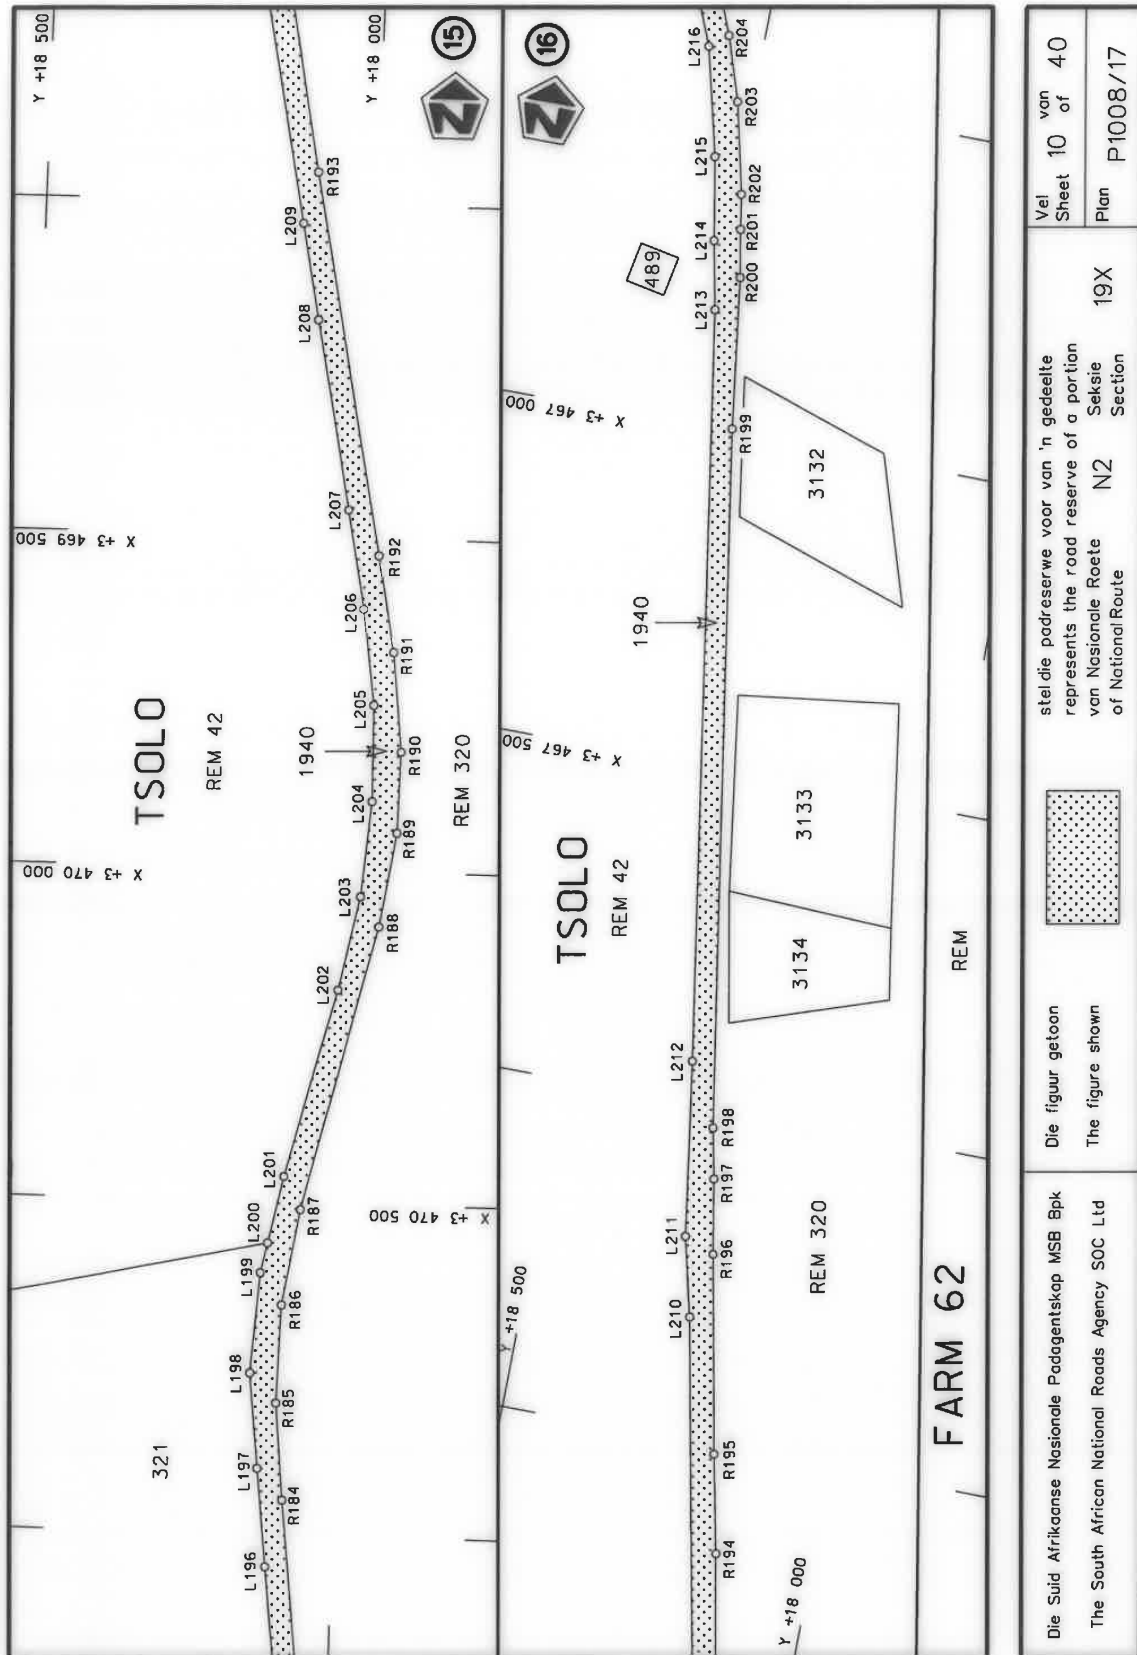 Y +18 500
Y +18 000
15
N
L196
L197
L198
L199
L200
L201
L202
L203
L204
L205
L206
L207
L208
L209
R184
R185
R186
R187
R188
R189
R190
R191
R192
R193
321
TSOLO
REM 42
1940
REM 320
X +3 470 500
X +3 470 000
X +3 469 500
16
N
L210
L211
L212
L213
L214
L215
L216
R194
R195
R196
R197
R198
R199
R200
R201
R202
R203
R204
Y +18 500
Y +18 000
X +3 467 500
X +3 467 000
TSOLO
REM 42
1940
489
3134
3133
3132
REM 320
FARM 62
REM
Die Suid Afrikaanse Nasionale Padagentskap MSB Bpk
The South African National Roads Agency SOC Ltd
Die figuur getoon
The figure shown
stel die padreserwe voor van 'n gedeelte
represents the road reserve of a portion
van Nasionale Roete N2 Seksie 19X
of National Route Section
Vel 10 van 40
Sheet of
Plan P1008/17